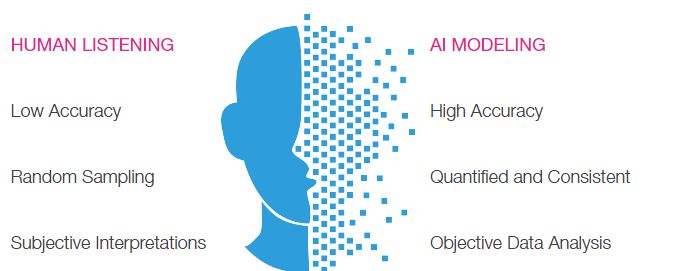 HUMAN LISTENING
Low Accuracy
Random Sampling
Subjective Interpretations
AI MODELING
High Accuracy
Quantified and Consistent
Objective Data Analysis